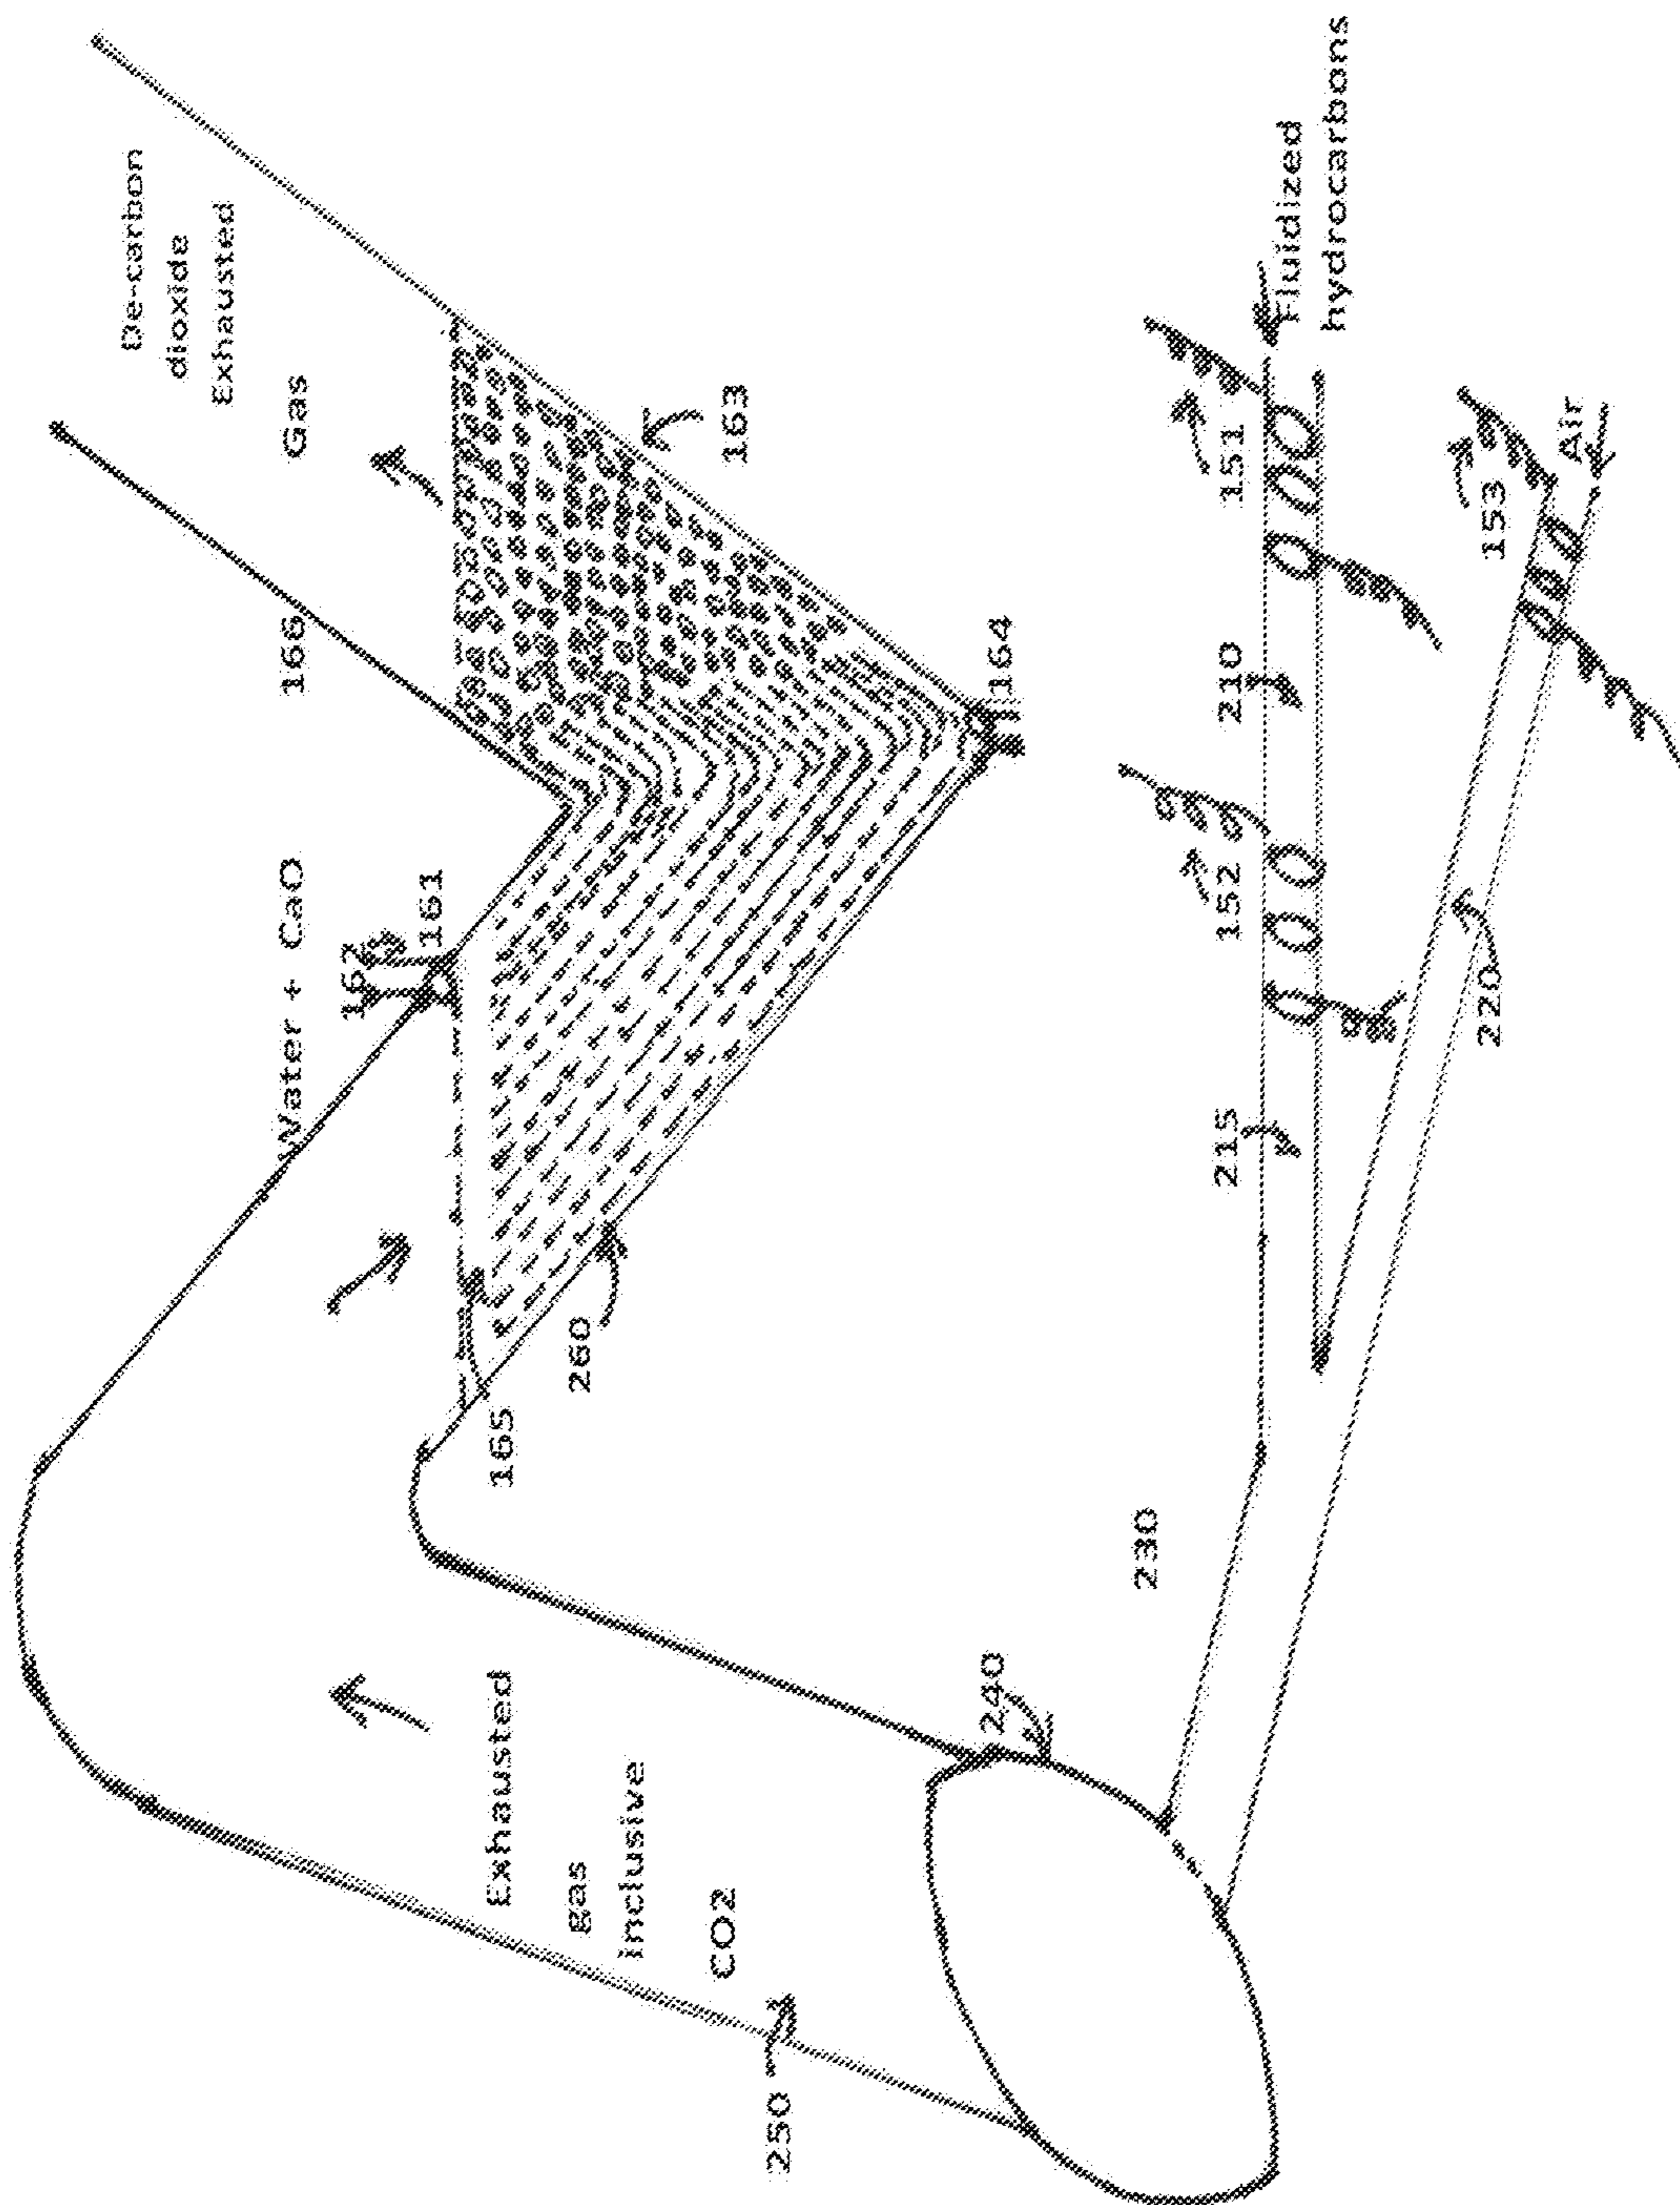 De-carbon
dioxide
Exhausted
Gas
Water + CaO
166
162
161
Exhausted
gas
inclusive
CO2
165
260
163
250
240
164
230
215
152
210
151
Fluidized
hydrocarbons
220
153
Air